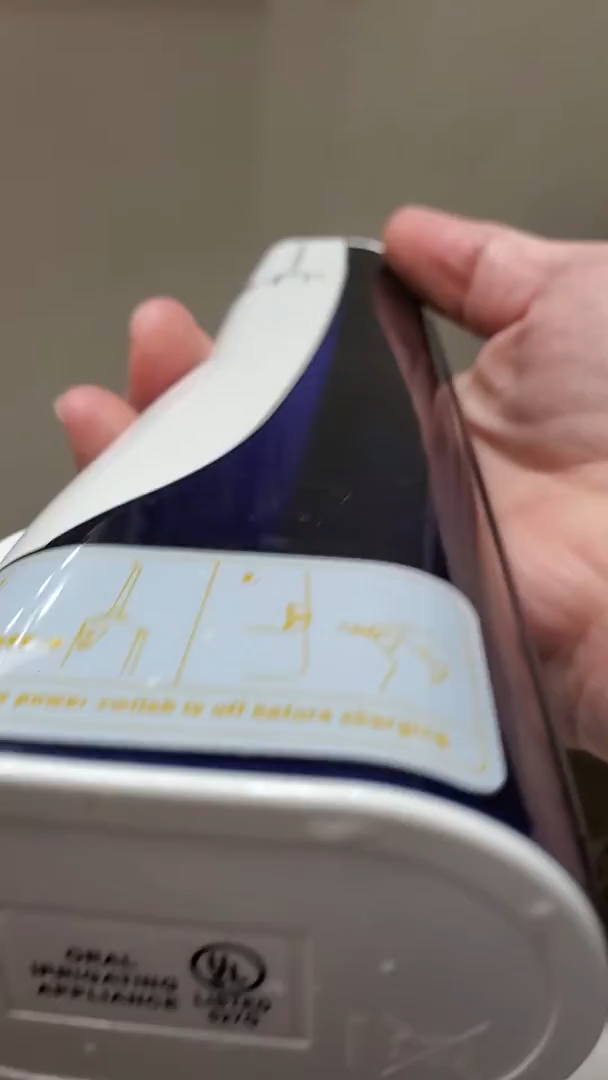 power switch is off before charging
ORAL
IRRIGATING
APPLIANCE
UL
LISTED